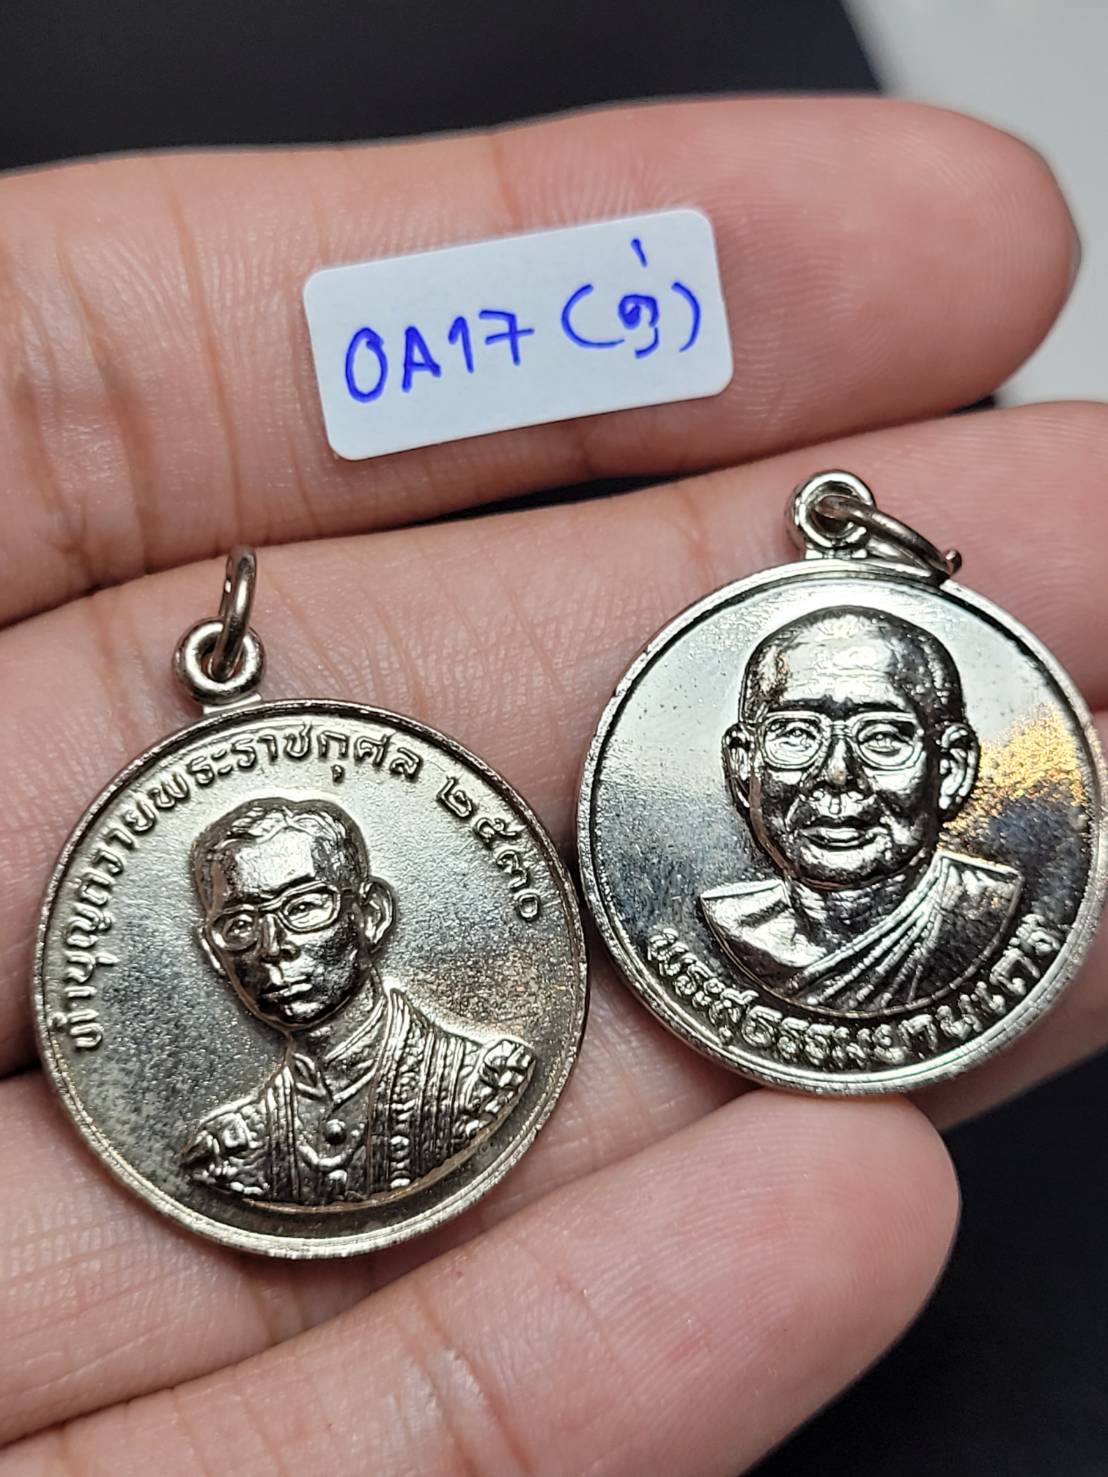 OA17 (คู่)
ทำบุญถวายพระราชกุศล ๒๕๓๐
พระสุธรรมยานเถร